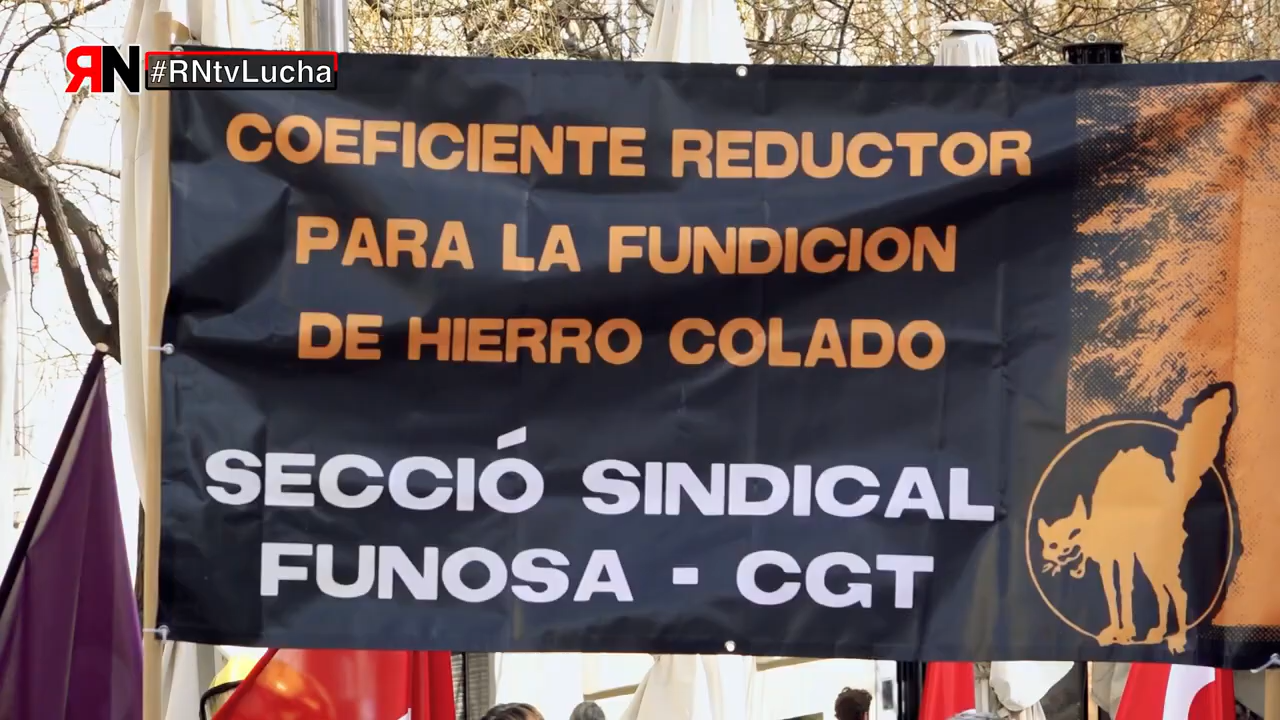 RN #RNtvLucha
COEFICIENTE REDUCTOR
PARA LA FUNDICION
DE HIERRO COLADO
SECCIÓ SINDICAL
FUNOSA - CGT